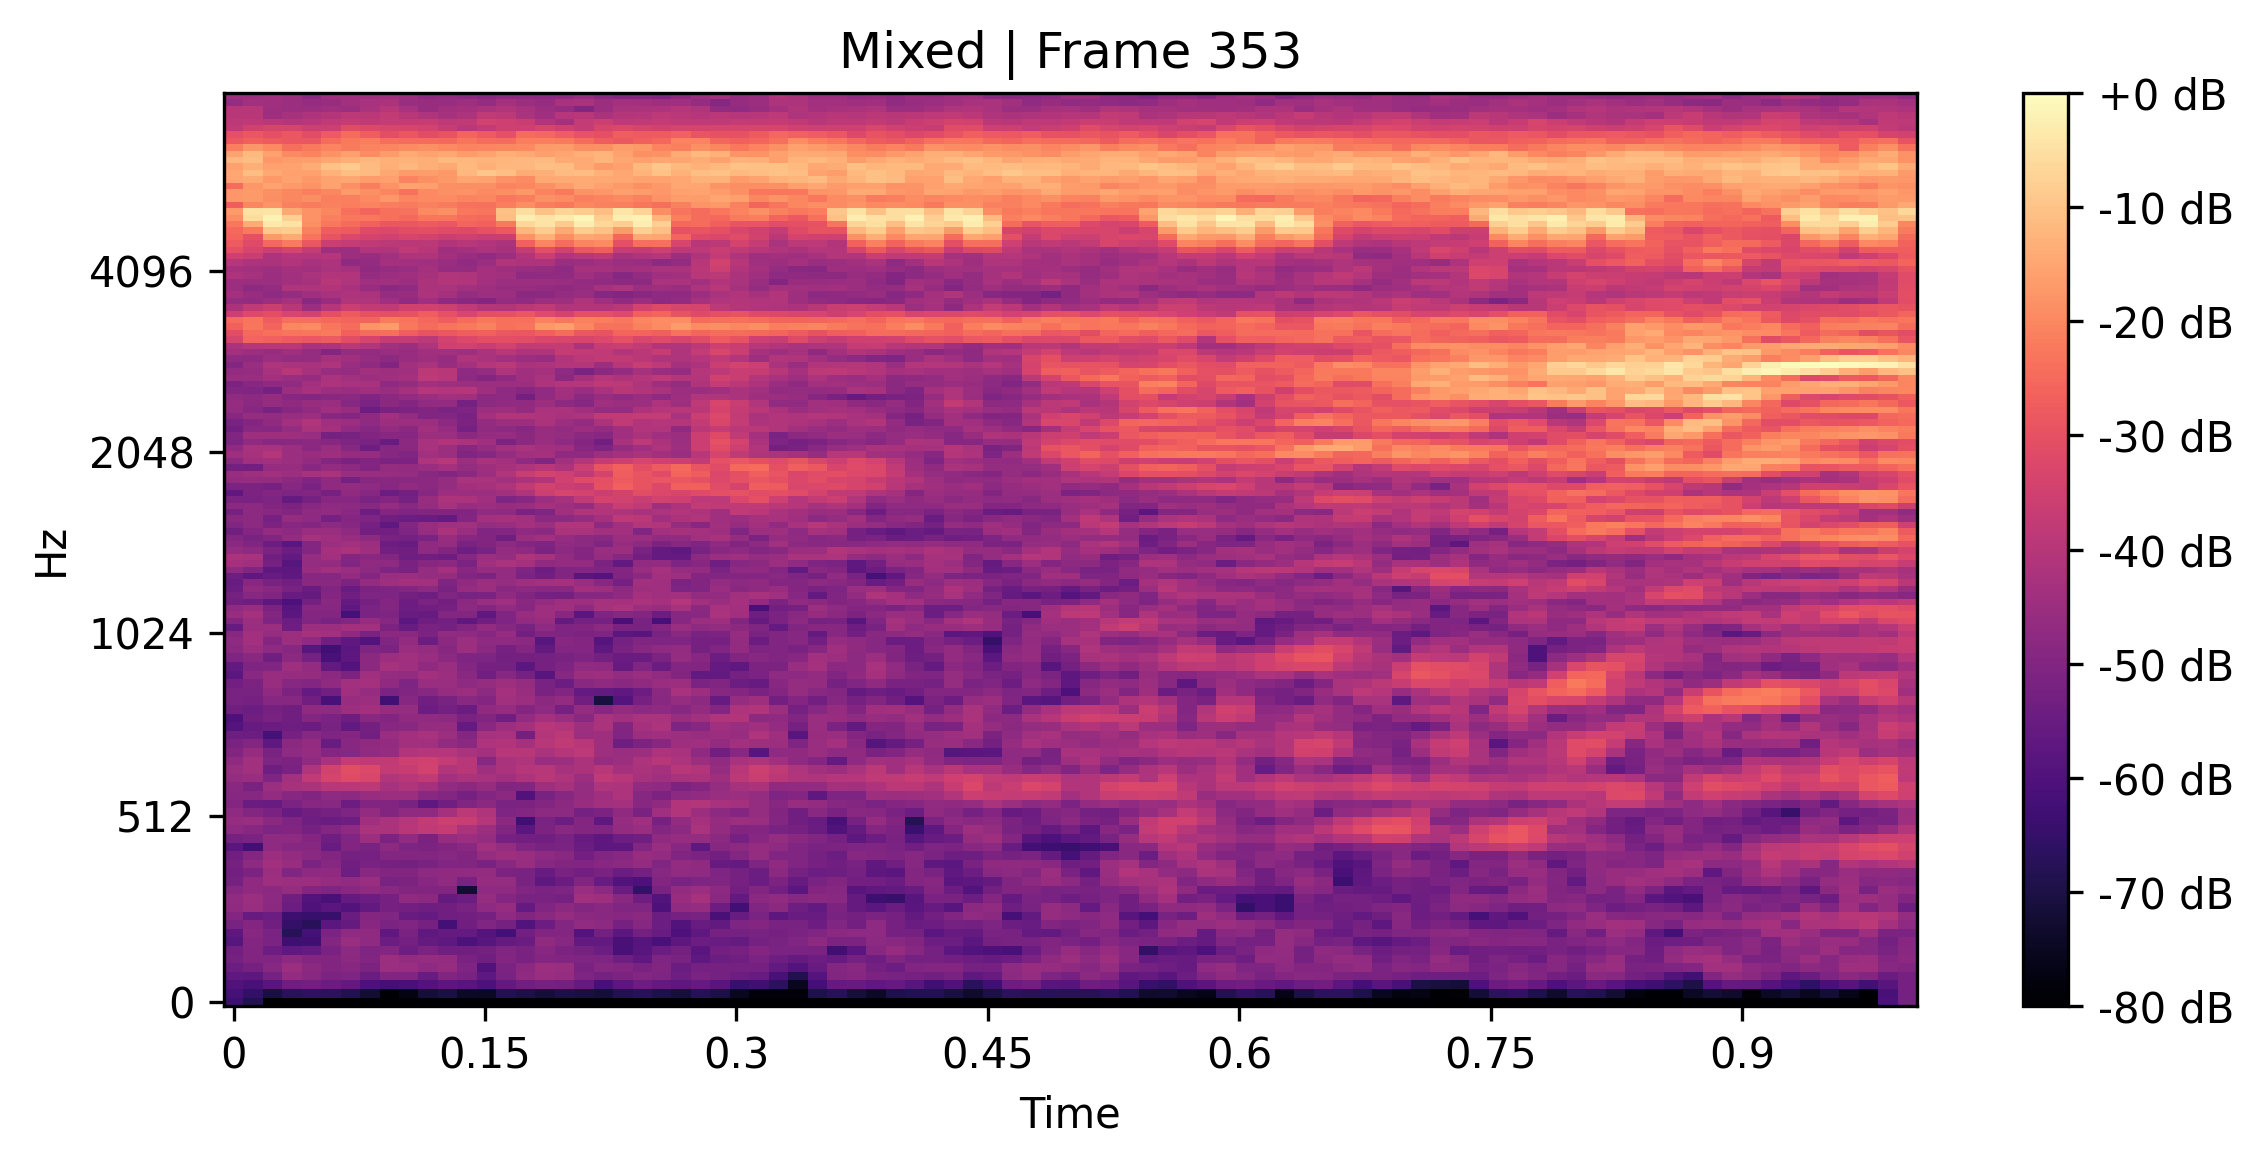 Mixed | Frame 353
+0 dB
-10 dB
-20 dB
-30 dB
-40 dB
-50 dB
-60 dB
-70 dB
-80 dB
4096
2048
1024
512
0
Hz
0 0.15 0.3 0.45 0.6 0.75 0.9
Time